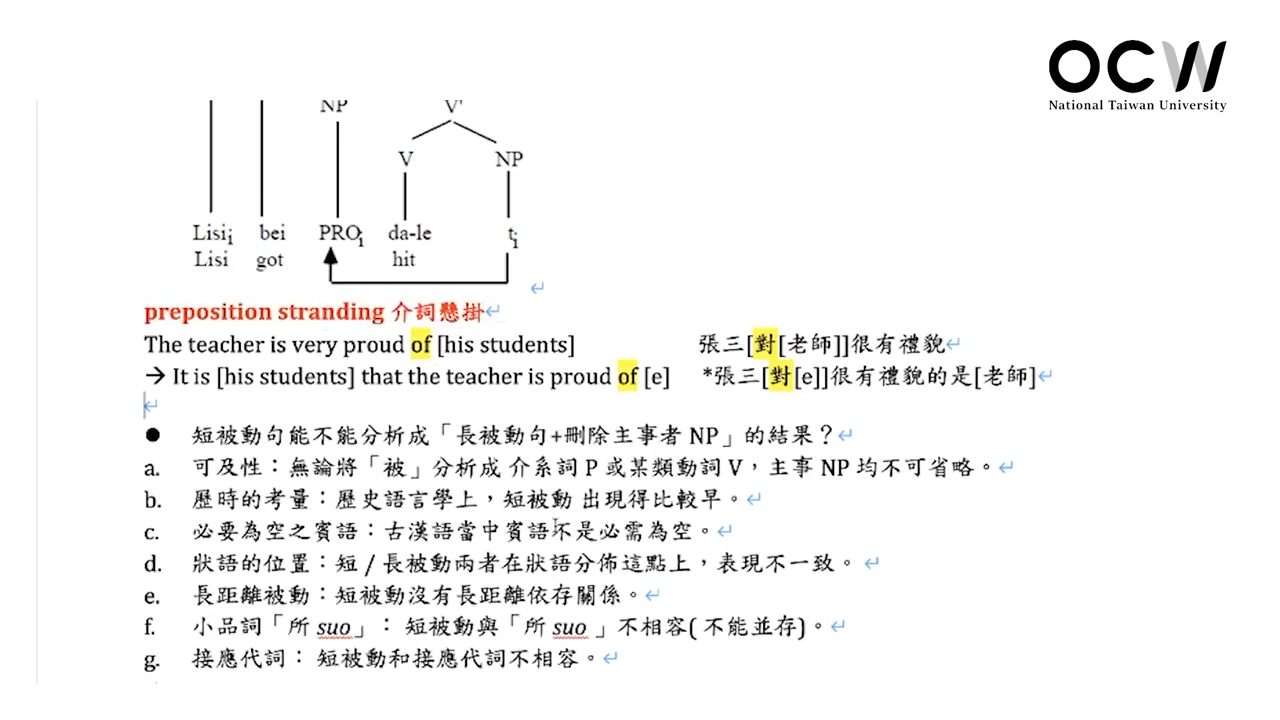 OCW
National Taiwan University
NP V'
V NP
Lisi_i bei PRO_i da-le t_i
Lisi got hit
preposition stranding 介詞懸掛
The teacher is very proud of [his students] 張三[對[老師]]很有禮貌
→ It is [his students] that the teacher is proud of [e] *張三[對[e]]很有禮貌的是[老師]
● 短被動句能不能分析成「長被動句+刪除主事者 NP」的結果？
a. 可及性：無論將「被」分析成 介系詞 P 或某類動詞 V，主事 NP 均不可省略。
b. 歷時的考量：歷史語言學上，短被動 出現得比較早。
c. 必要為空之賓語：古漢語當中賓語不是必需為空。
d. 狀語的位置：短 / 長被動兩者在狀語分佈這點上，表現不一致。
e. 長距離被動：短被動沒有長距離依存關係。
f. 小品詞「所 suo」： 短被動與「所 suo 」不相容( 不能並存)。
g. 接應代詞： 短被動和接應代詞不相容。